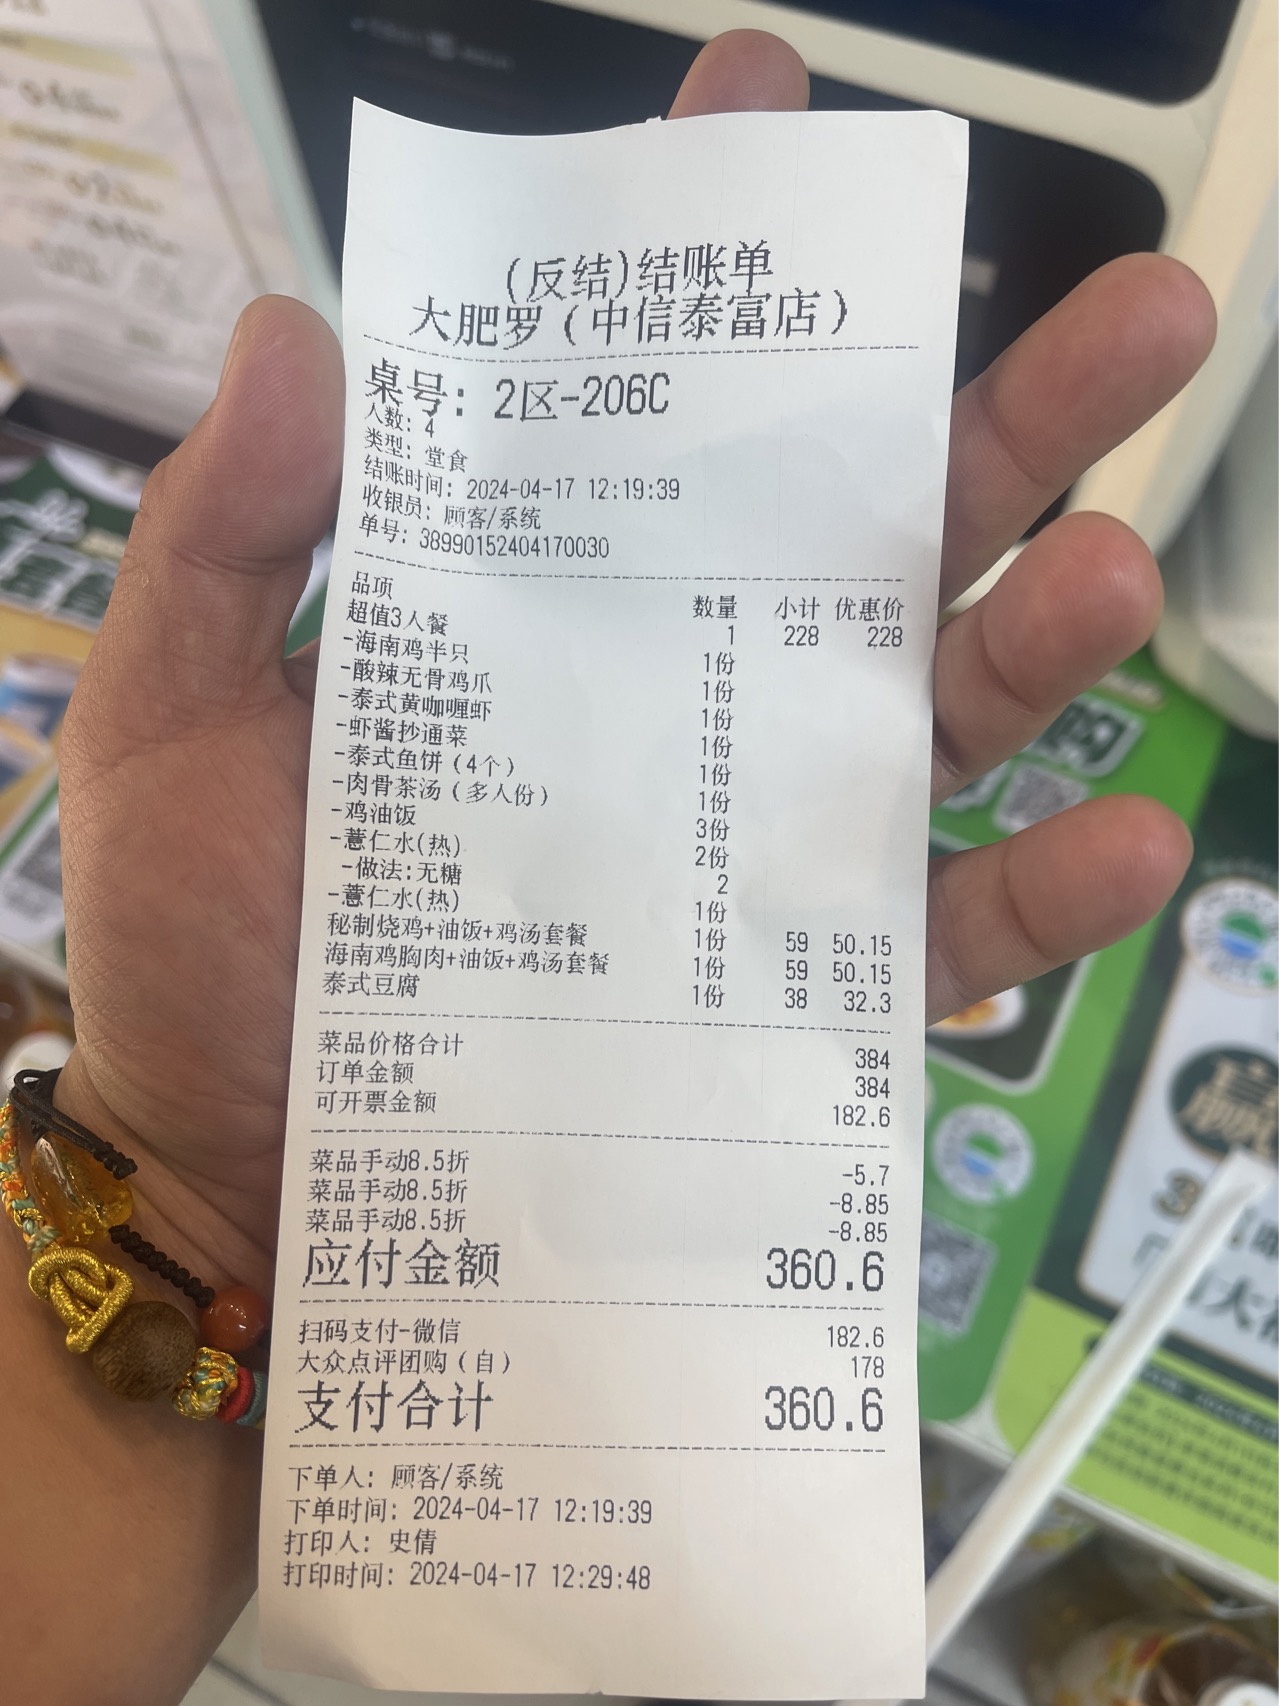 (反结)结账单
大肥罗（中信泰富店）
桌号：2区-206C
人数：4
类型：堂食
结账时间：2024-04-17 12:19:39
收银员：顾客/系统
单号：38990152404170030
品项 数量 小计 优惠价
超值3人餐 1 228 228
-海南鸡半只 1份
-酸辣无骨鸡爪 1份
-泰式黄咖喱虾 1份
-虾酱抄通菜 1份
-泰式鱼饼（4个） 1份
-肉骨茶汤（多人份） 1份
-鸡油饭 3份
-薏仁水(热) 2份
-做法:无糖 2
-薏仁水(热) 1份
秘制烧鸡+油饭+鸡汤套餐 1份 59 50.15
海南鸡胸肉+油饭+鸡汤套餐 1份 59 50.15
泰式豆腐 1份 38 32.3
菜品价格合计 384
订单金额 384
可开票金额 182.6
菜品手动8.5折 -5.7
菜品手动8.5折 -8.85
菜品手动8.5折 -8.85
应付金额 360.6
扫码支付-微信 182.6
大众点评团购（自） 178
支付合计 360.6
下单人：顾客/系统
下单时间：2024-04-17 12:19:39
打印人：史倩
打印时间：2024-04-17 12:29:48